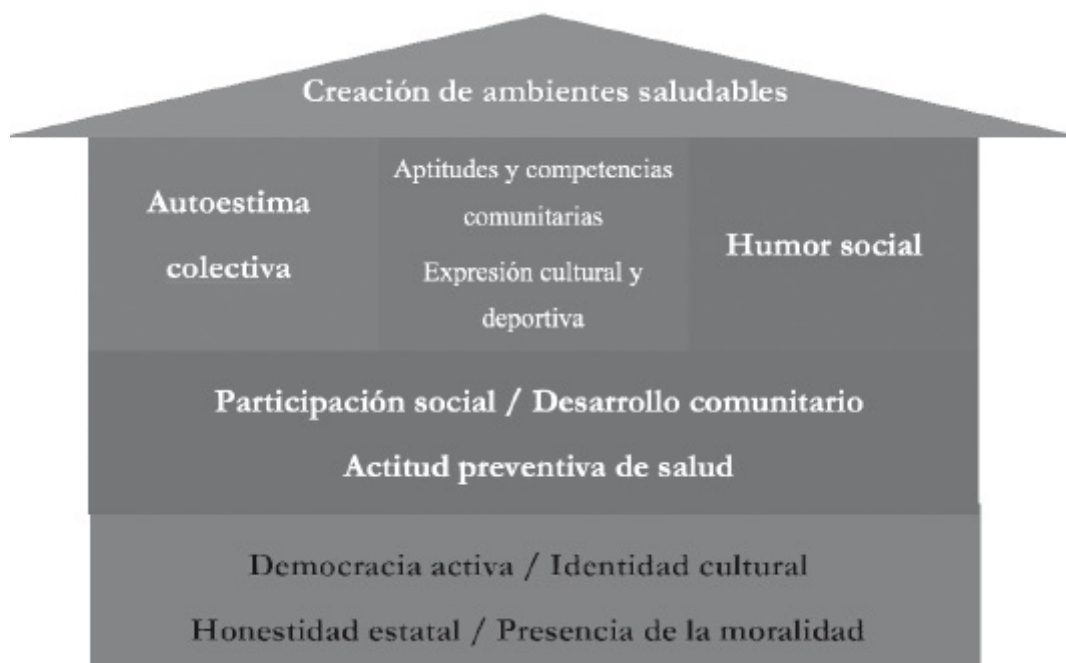 Creación de ambientes saludables
Autoestima
colectiva
Aptitudes y competencias
comunitarias
Expresión cultural y
deportiva
Humor social
Participación social / Desarrollo comunitario
Actitud preventiva de salud
Democracia activa / Identidad cultural
Honestidad estatal / Presencia de la moralidad